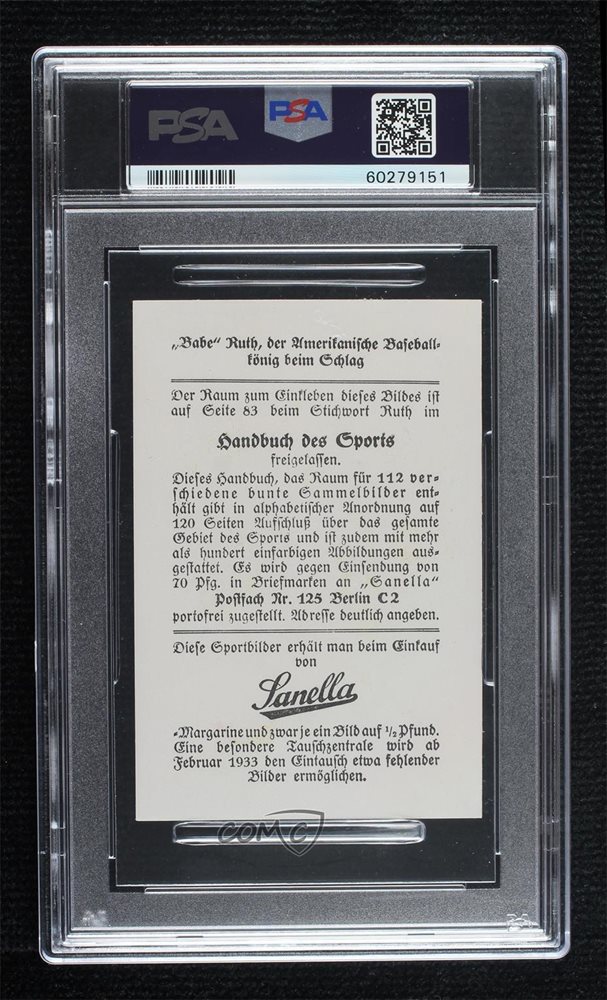 PSA PSA
60279151
„Babe“ Ruth, der Amerikanische Baseball-
könig beim Schlag
Der Raum zum Einkleben dieses Bildes ist
auf Seite 83 beim Stichwort Ruth im
Handbuch des Sports
freigelassen.
Dieses Handbuch, das Raum für 112 ver-
schiedene bunte Sammelbilder ent-
hält gibt in alphabetischer Anordnung auf
120 Seiten Aufschluß über das gesamte
Gebiet des Sports und ist zudem mit mehr
als hundert einfarbigen Abbildungen aus-
gestattet. Es wird gegen Einsendung von
70 Pfg. in Briefmarken an „Sanella“
Postfach Nr. 125 Berlin C2
portofrei zugestellt. Adresse deutlich angeben.
Diese Sportbilder erhält man beim Einkauf
von
Sanella
-Margarine und zwar je ein Bild auf ½ Pfund.
Eine besondere Tauschzentrale wird ab
Februar 1933 den Eintausch etwa fehlender
Bilder ermöglichen.
COMC
PSA